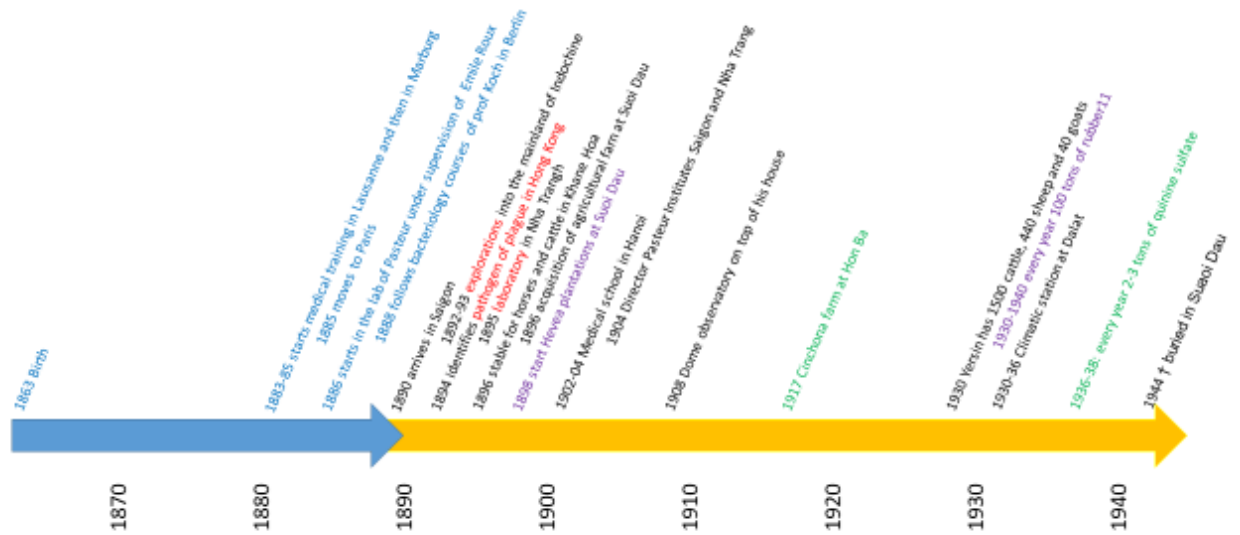 1863 Birth
1883-85 starts medical training in Lausanne and then in Marburg
1885 moves to Paris
1886 starts in the lab of Pasteur under supervision of Emile Roux
1888 follows bacteriology courses of prof Koch in Berlin
1890 arrives in Saigon
1892-93 explorations into the mainland of Indochine
1894 identifies pathogen of plague in Hong Kong
1895 laboratory in Nha Trangh
1896 stable for horses and cattle in Khane Hoa
1896 acquisition of agricultural farm at Suoi Dau
1898 start Hevea plansations at Suoi Dau
1902-04 Medical school in Hanoi
1904 Director Pasteur Institutes Saigon and Nha Trang
1908 Dome observatory on top of his house
1917 Cinchona farm at Hon Ba
1930 Yersin has 1500 cattle, 440 sheep and 40 goats
1930-1940 every year 100 tons of rubber11
1930-36 Climatic station at Dalat
1936-38: every year 2-3 tons of quinine sulfate
1944 † buried in Sueoi Dau
1870
1880
1890
1900
1910
1920
1930
1940